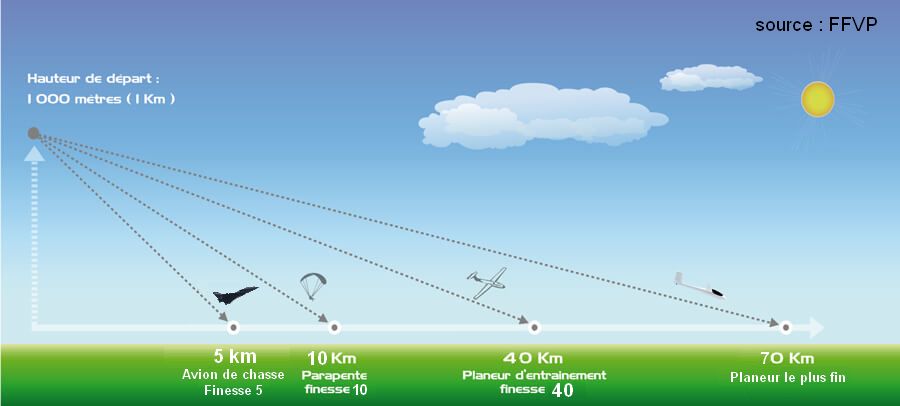 source : FFVP
Hauteur de départ :
1 000 métres ( 1 Km )
5 km
Avion de chasse
Finesse 5
10 Km
Parapente
finesse 10
40 Km
Planeur d'entrainement
finesse 40
70 Km
Planeur le plus fin